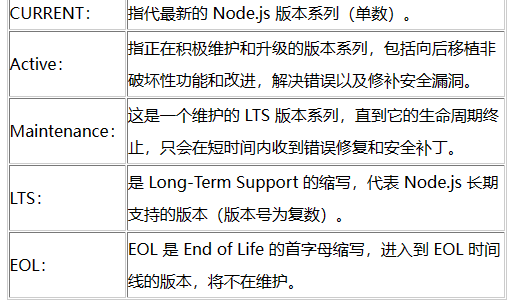 CURRENT：
指代最新的 Node.js 版本系列（单数）。
Active：
指正在积极维护和升级的版本系列，包括向后移植非
破坏性功能和改进，解决错误以及修补安全漏洞。
Maintenance：
这是一个维护的 LTS 版本系列，直到它的生命周期终
止，只会在短时间内收到错误修复和安全补丁。
LTS：
是 Long-Term Support 的缩写，代表 Node.js 长期
支持的版本（版本号为复数）。
EOL：
EOL 是 End of Life 的首字母缩写，进入到 EOL 时间
线的版本，将不在维护。